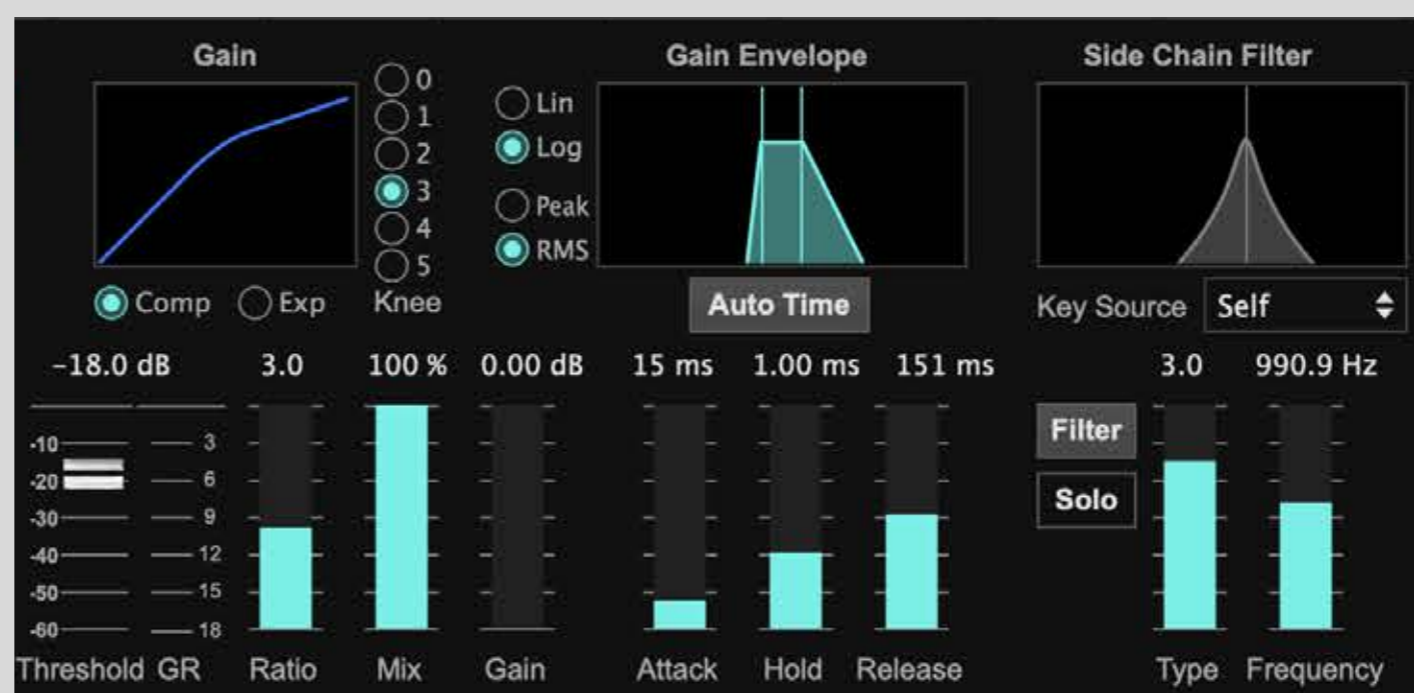 Gain
Gain Envelope
Side Chain Filter
0
1
2
3
4
5
Knee
Comp
Exp
Lin
Log
Peak
RMS
Auto Time
Key Source
Self
-18.0 dB
3.0
100 %
0.00 dB
15 ms
1.00 ms
151 ms
3.0
990.9 Hz
-10
-20
-30
-40
-50
-60
3
6
9
12
15
18
Filter
Solo
Threshold
GR
Ratio
Mix
Gain
Attack
Hold
Release
Type
Frequency